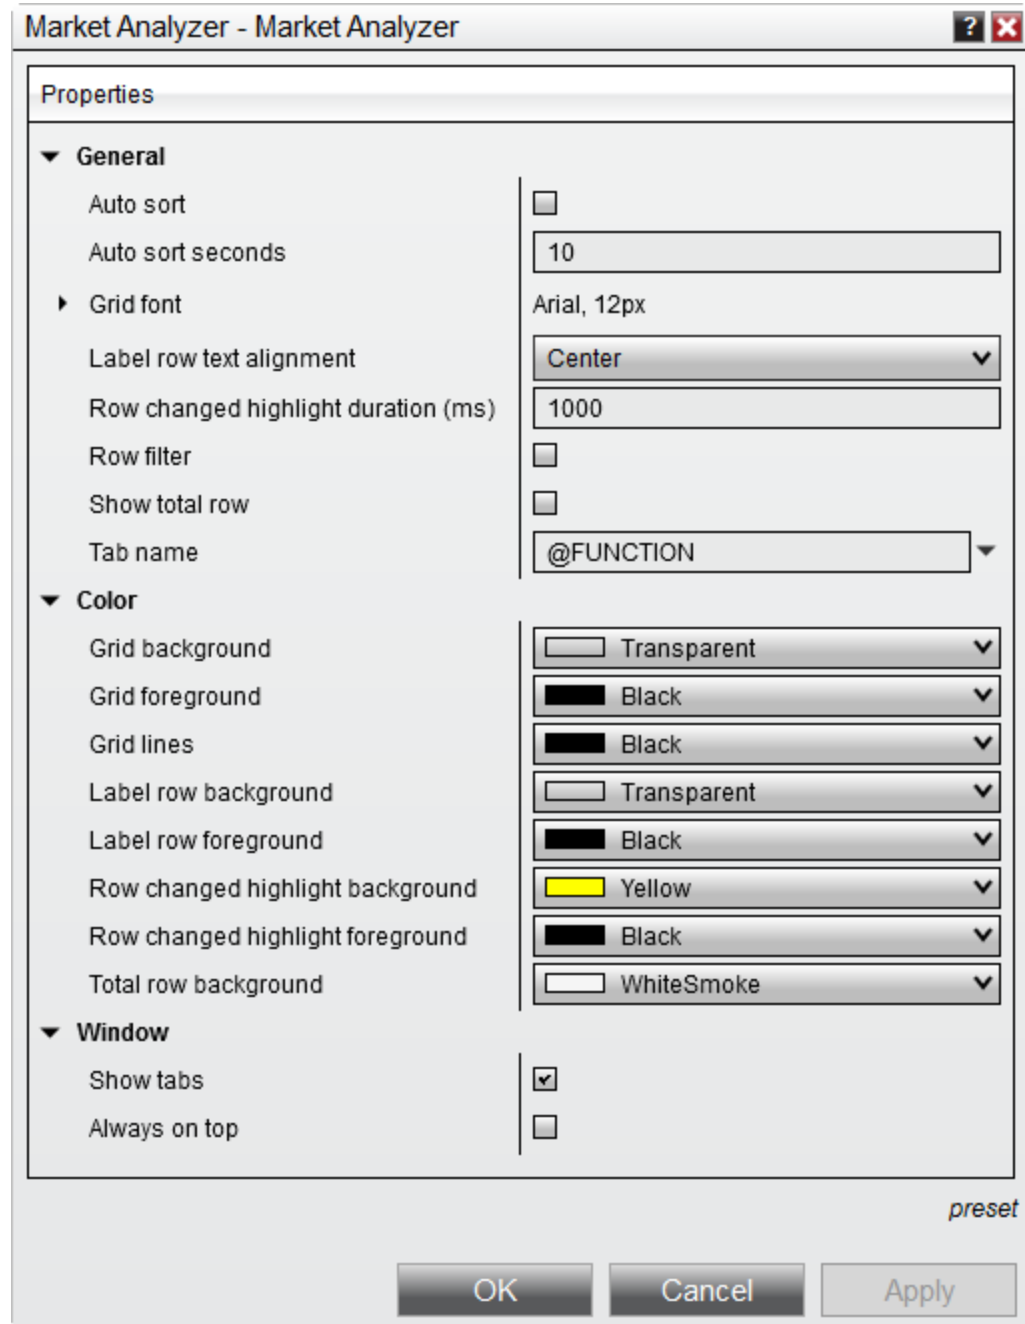 Market Analyzer - Market Analyzer ?
Properties
General
Auto sort
Auto sort seconds 10
Grid font Arial, 12px
Label row text alignment Center
Row changed highlight duration (ms) 1000
Row filter
Show total row
Tab name @FUNCTION
Color
Grid background Transparent
Grid foreground Black
Grid lines Black
Label row background Transparent
Label row foreground Black
Row changed highlight background Yellow
Row changed highlight foreground Black
Total row background WhiteSmoke
Window
Show tabs
Always on top
preset
OK Cancel Apply